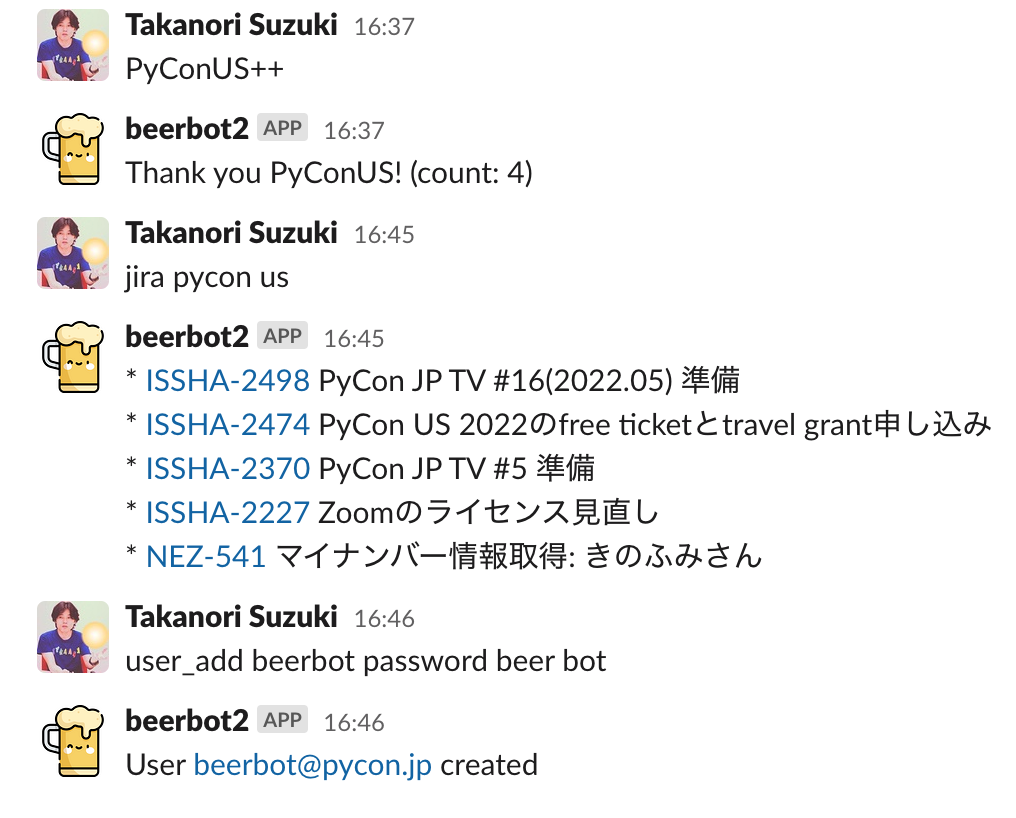 Takanori Suzuki 16:37
PyConUS++
beerbot2 APP 16:37
Thank you PyConUS! (count: 4)
Takanori Suzuki 16:45
jira pycon us
beerbot2 APP 16:45
* ISSHA-2498 PyCon JP TV #16(2022.05) 準備
* ISSHA-2474 PyCon US 2022のfree ticketとtravel grant申し込み
* ISSHA-2370 PyCon JP TV #5 準備
* ISSHA-2227 Zoomのライセンス見直し
* NEZ-541 マイナンバー情報取得: きのふみさん
Takanori Suzuki 16:46
user_add beerbot password beer bot
beerbot2 APP 16:46
User beerbot@pycon.jp created